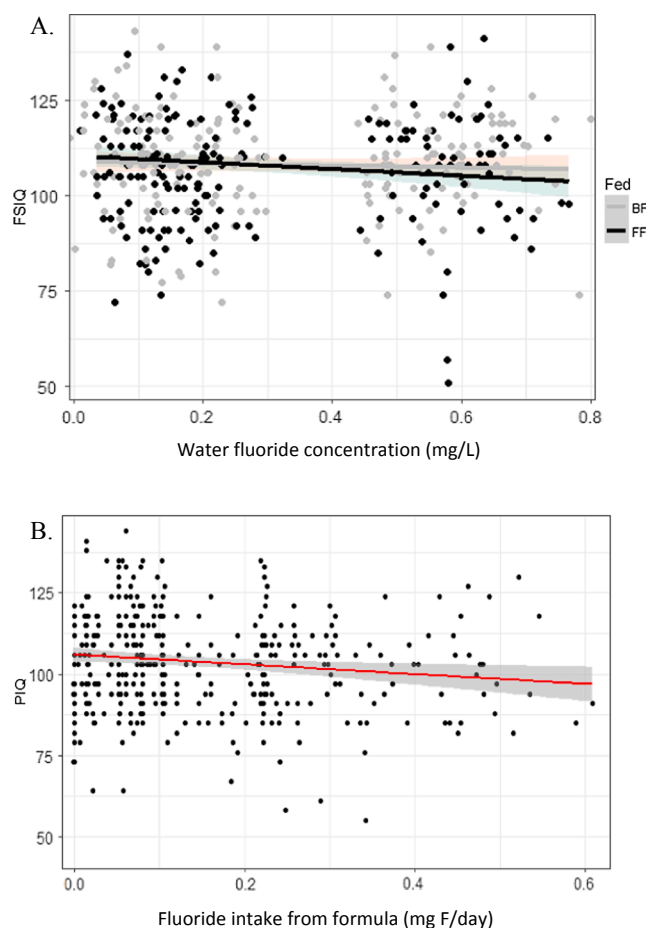 A.
125
100
75
50
FSIQ
0.0 0.2 0.4 0.6 0.8
Water fluoride concentration (mg/L)
Fed
BF
FF
B.
125
100
75
50
PIQ
0.0 0.2 0.4 0.6
Fluoride intake from formula (mg F/day)